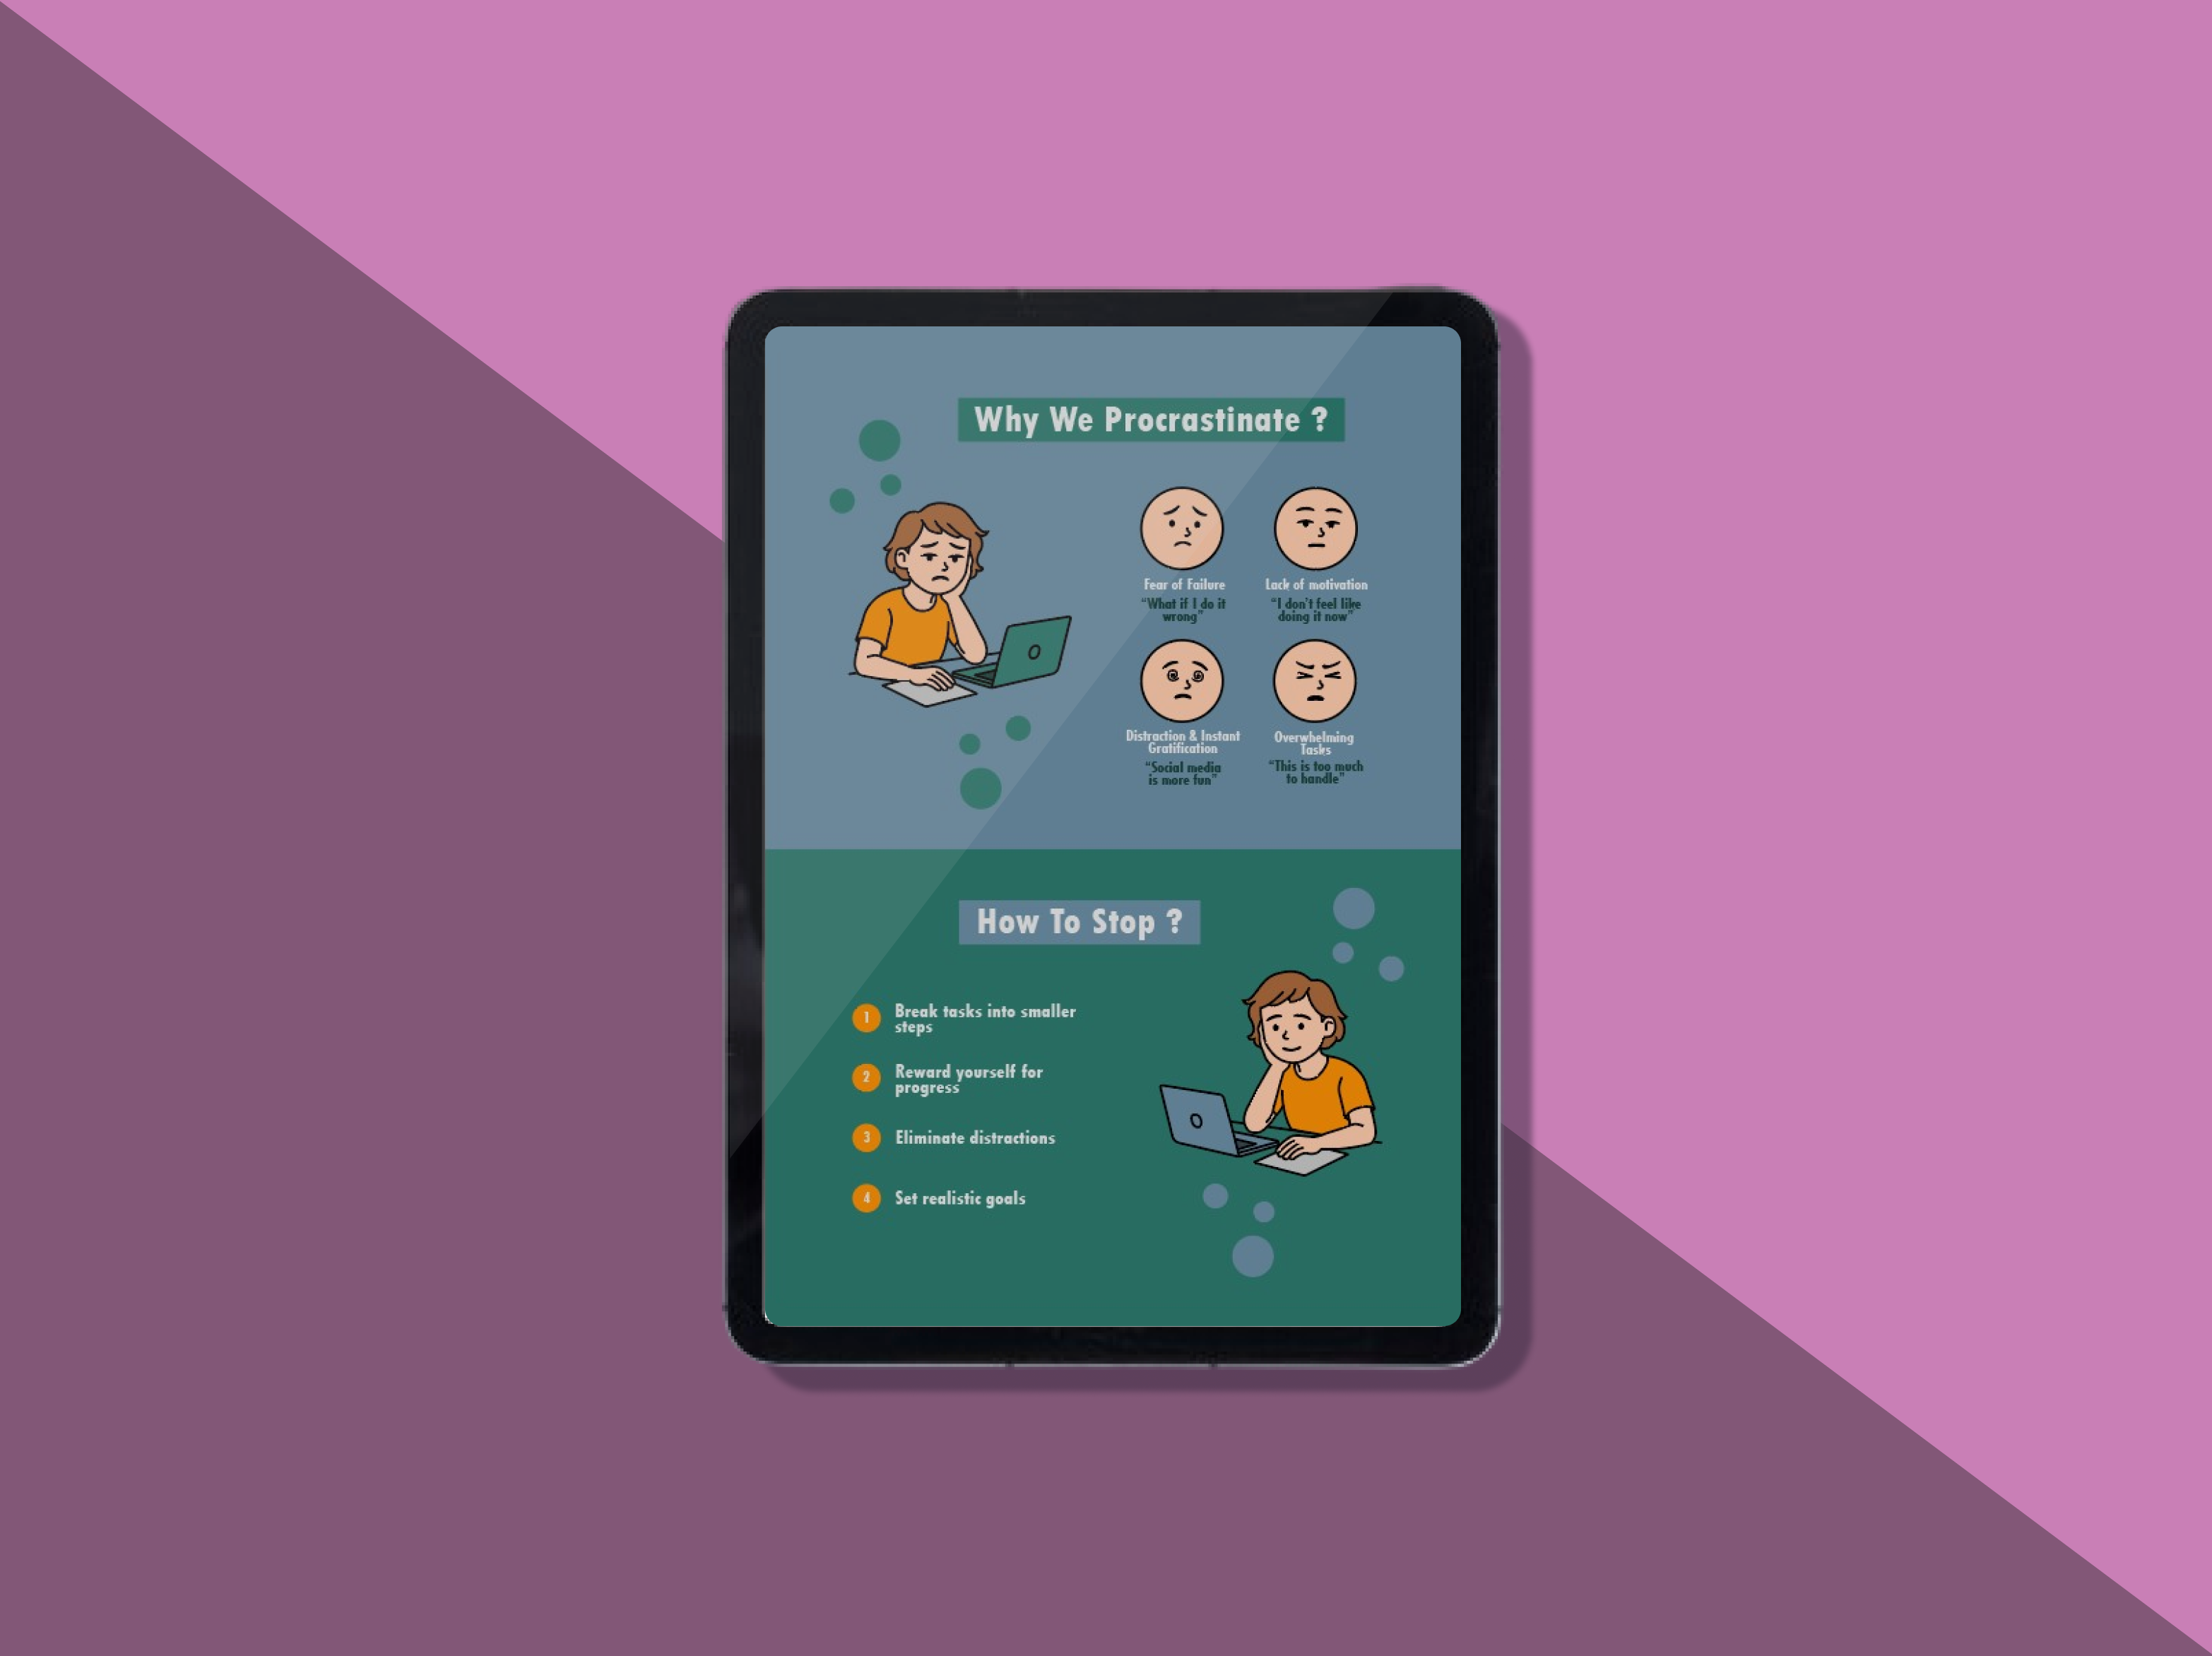 Why We Procrastinate ?
Fear of Failure
"What if I do it
wrong"
Lack of motivation
"I don't feel like
doing it now"
Distraction & Instant
Gratification
"Social media
is more fun"
Overwhelming
Tasks
"This is too much
to handle"
How To Stop ?
1 Break tasks into smaller
steps
2 Reward yourself for
progress
3 Eliminate distractions
4 Set realistic goals